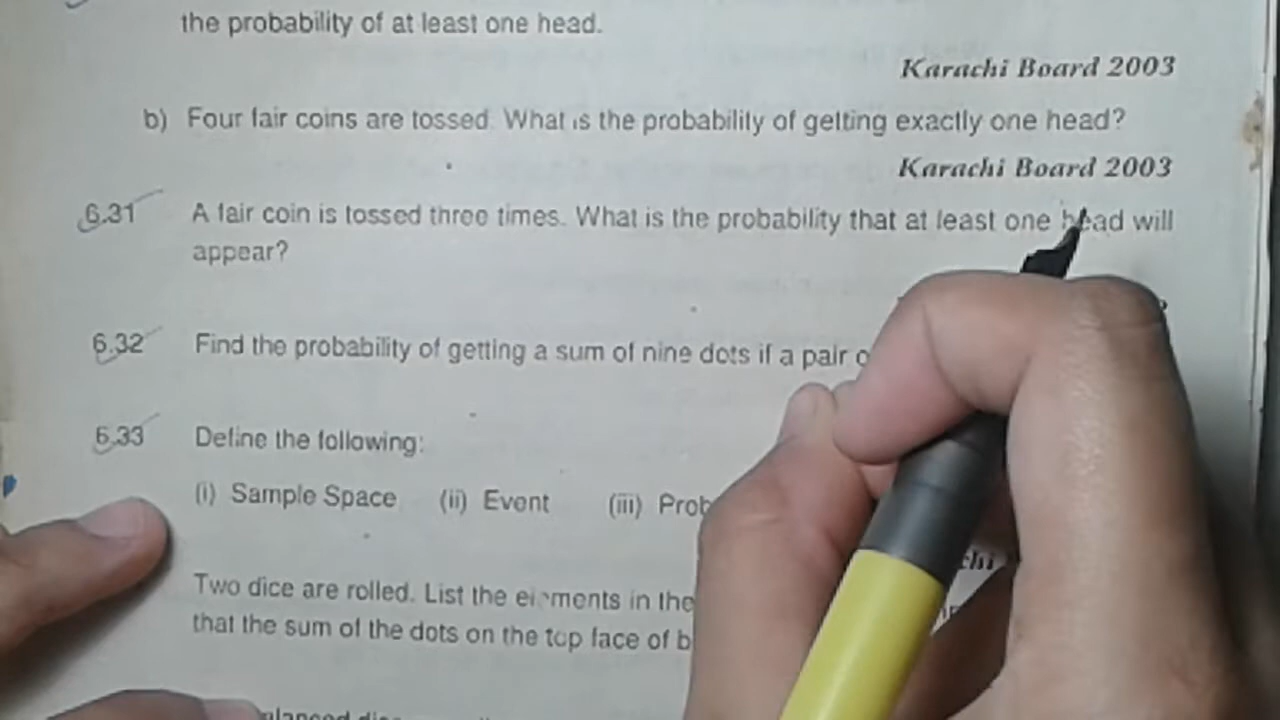 the probability of at least one head.
Karachi Board 2003
b) Four fair coins are tossed. What is the probability of getting exactly one head?
Karachi Board 2003
6.31 A fair coin is tossed three times. What is the probability that at least one head will
appear?
6.32 Find the probability of getting a sum of nine dots if a pair
6.33 Define the following:
(i) Sample Space (ii) Event (iii) Prob
Two dice are rolled. List the elements in the
that the sum of the dots on the top face of b